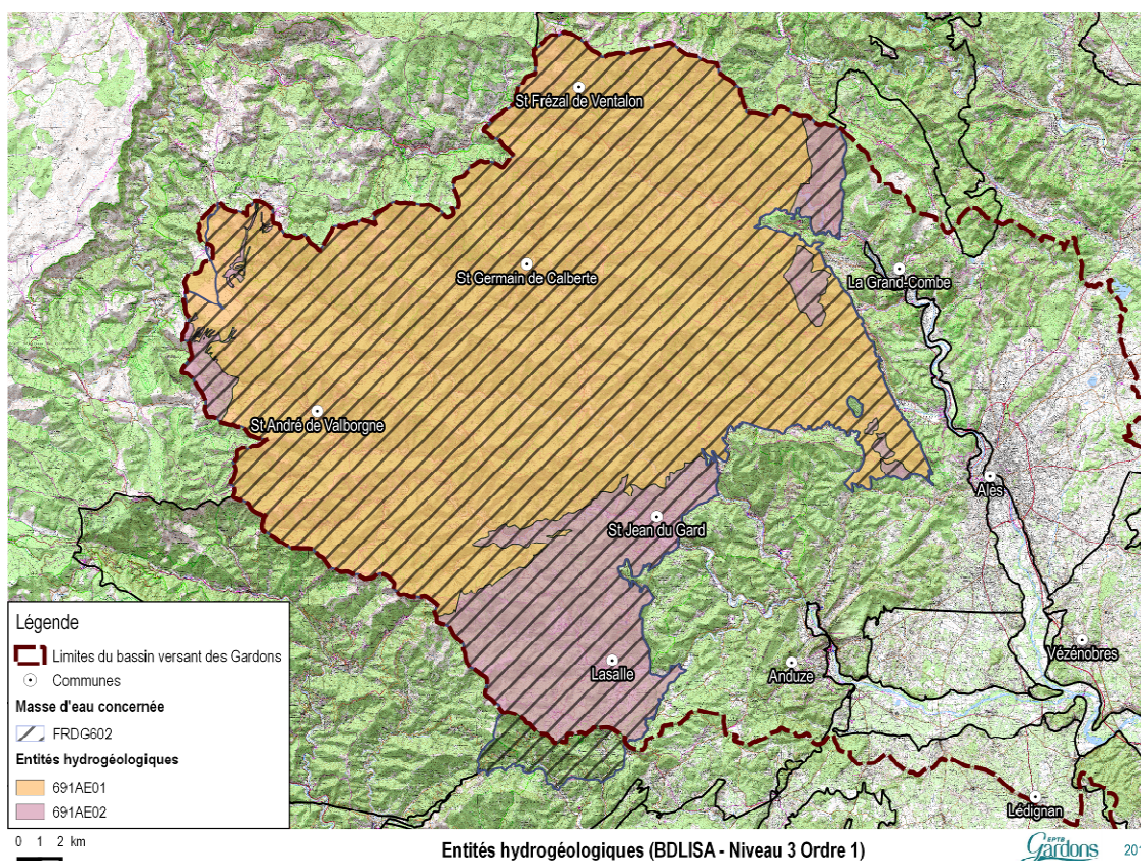 St Frézal de Ventalon
St Germain de Calberte
La Grand-Combe
St André de Valborgne
Alès
St Jean du Gard
Lasalle
Anduze
Vézénobres
Lédignan
Légende
Limites du bassin versant des Gardons
Communes
Masse d'eau concernée
FRDG602
Entités hydrogéologiques
691AE01
691AE02
0 1 2 km
Entités hydrogéologiques (BDLISA - Niveau 3 Ordre 1)
EPTB
Gardons
20